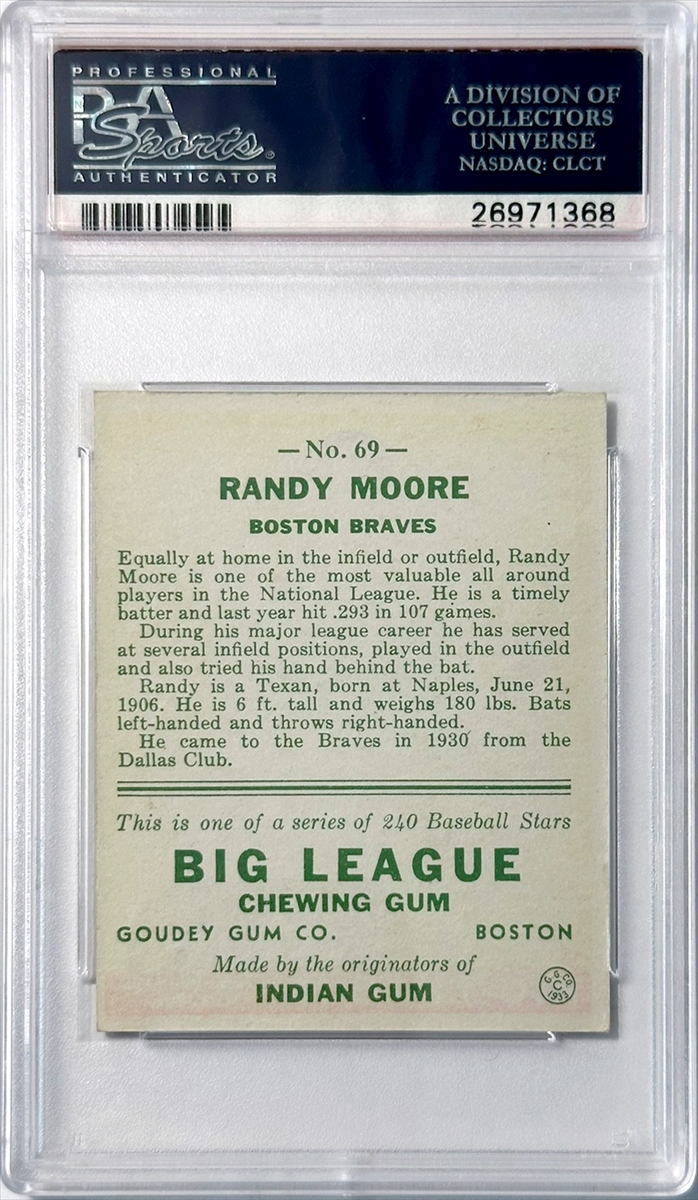 PROFESSIONAL
PSA
Sports®
AUTHENTICATOR
A DIVISION OF
COLLECTORS
UNIVERSE
NASDAQ: CLCT
26971368
— No. 69 —
RANDY MOORE
BOSTON BRAVES
Equally at home in the infield or outfield, Randy
Moore is one of the most valuable all around
players in the National League. He is a timely
batter and last year hit .293 in 107 games.
During his major league career he has served
at several infield positions, played in the outfield
and also tried his hand behind the bat.
Randy is a Texan, born at Naples, June 21,
1906. He is 6 ft. tall and weighs 180 lbs. Bats
left-handed and throws right-handed.
He came to the Braves in 1930 from the
Dallas Club.
This is one of a series of 240 Baseball Stars
BIG LEAGUE
CHEWING GUM
GOUDEY GUM CO. BOSTON
Made by the originators of
INDIAN GUM
G. G. CO.
C
1933